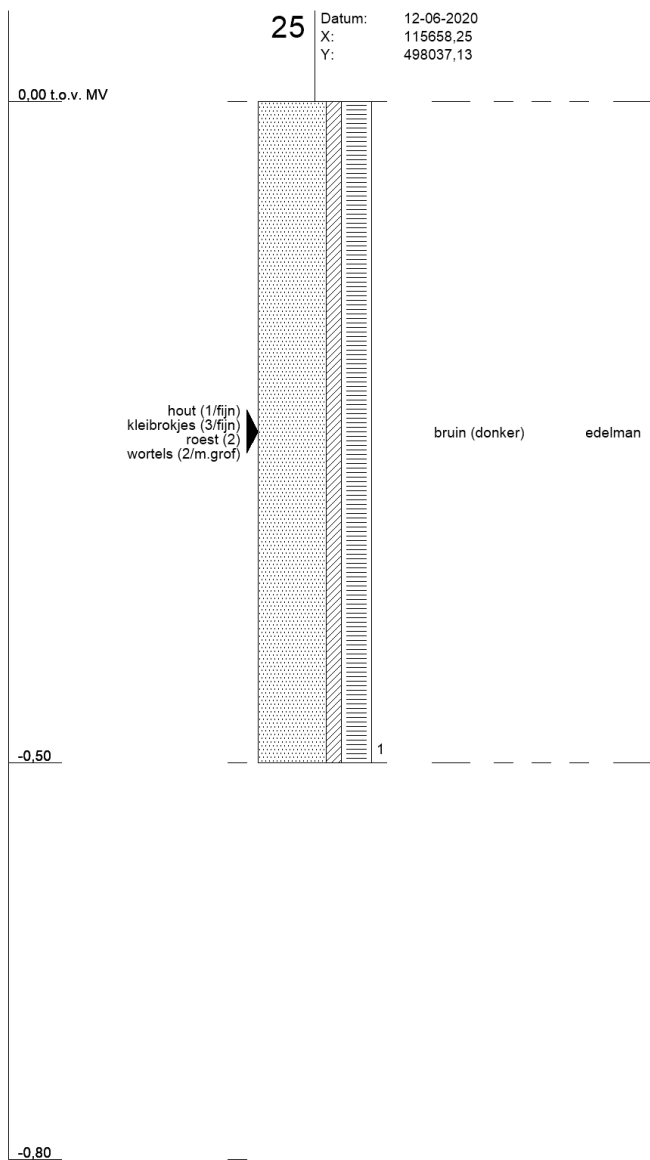 25
Datum: 12-06-2020
X: 115658,25
Y: 498037,13
0,00 t.o.v. MV
hout (1/fijn)
kleibrokjes (3/fijn)
roest (2)
wortels (2/m.grof)
bruin (donker) edelman
1
-0,50
-0,80